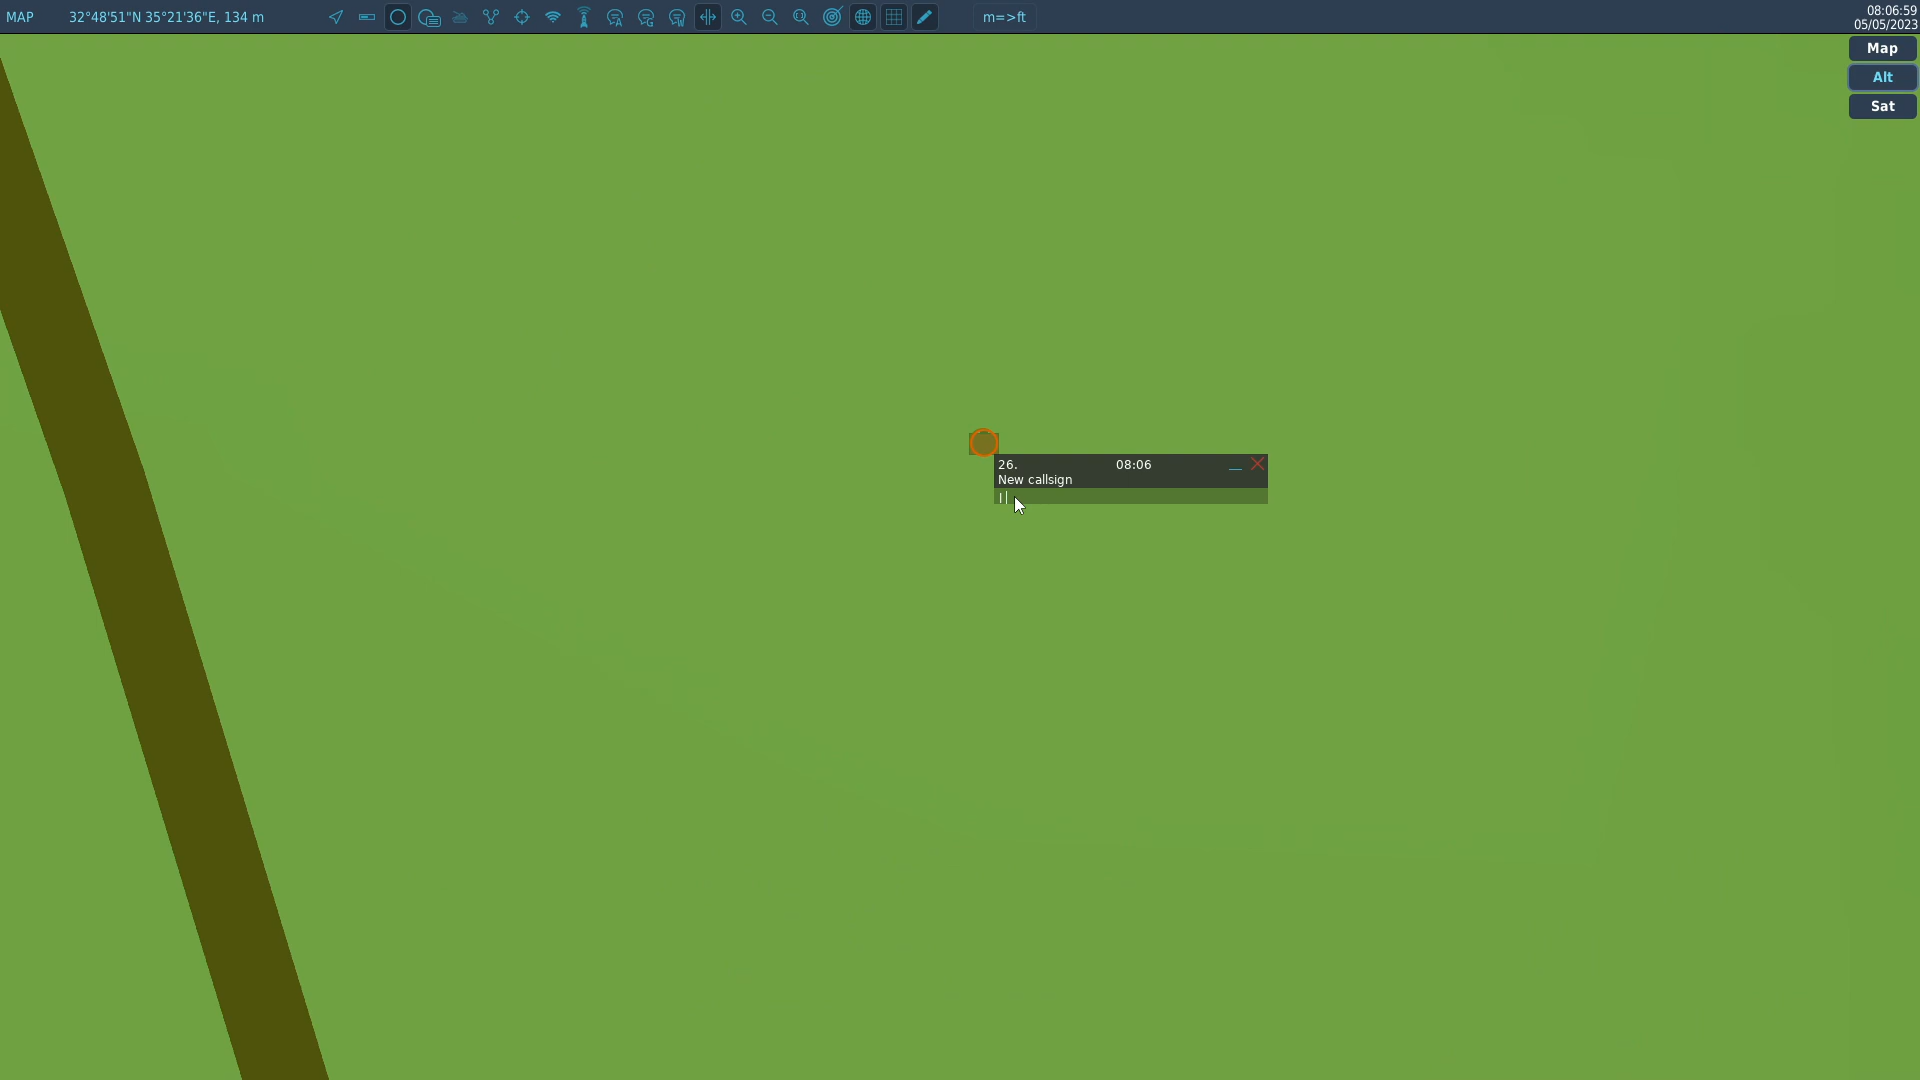 MAP 32°48'51"N 35°21'36"E, 134 m m=>ft 08:06:59
05/05/2023
Map
Alt
Sat
26. 08:06
New callsign